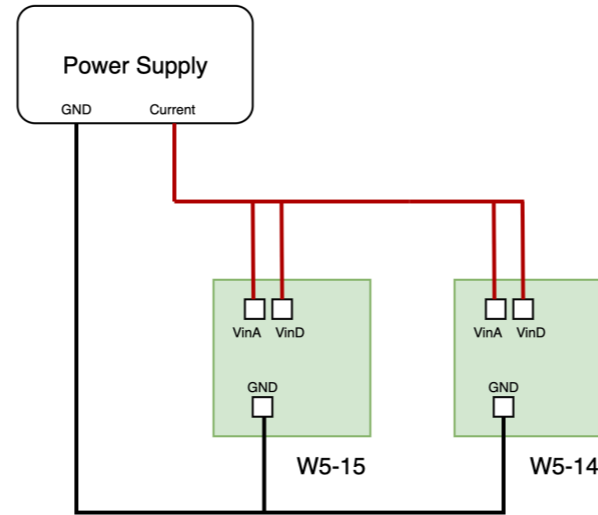 Power Supply
GND Current
VinA VinD
VinA VinD
GND
GND
W5-15
W5-14